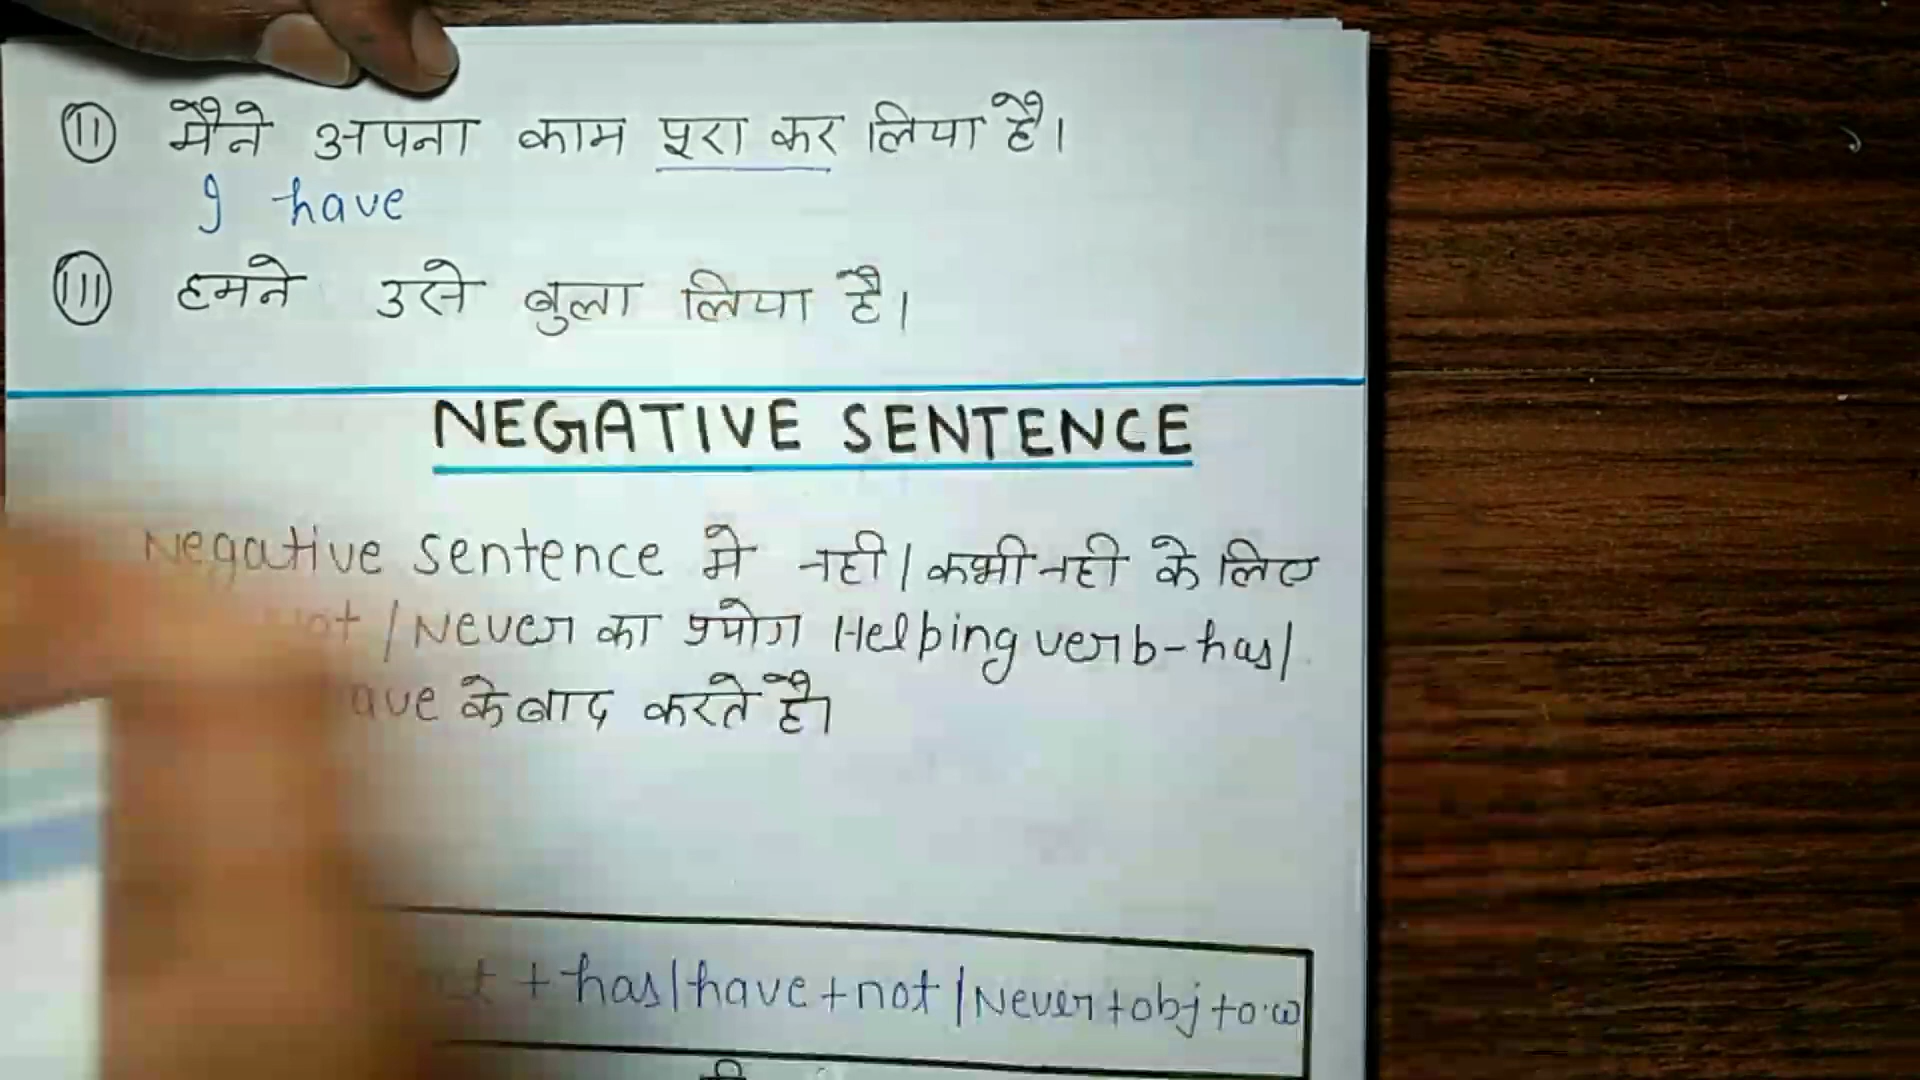 (II) मैंने अपना काम पूरा कर लिया है।
I have
(III) हमने उसे बुला लिया है।
NEGATIVE SENTENCE
Negative Sentence मे नही / कभी नही के लिए
/ Never का प्रयोग Helping verb - has /
के बाद करते है।
+ has / have + not / Never + obj + o.w